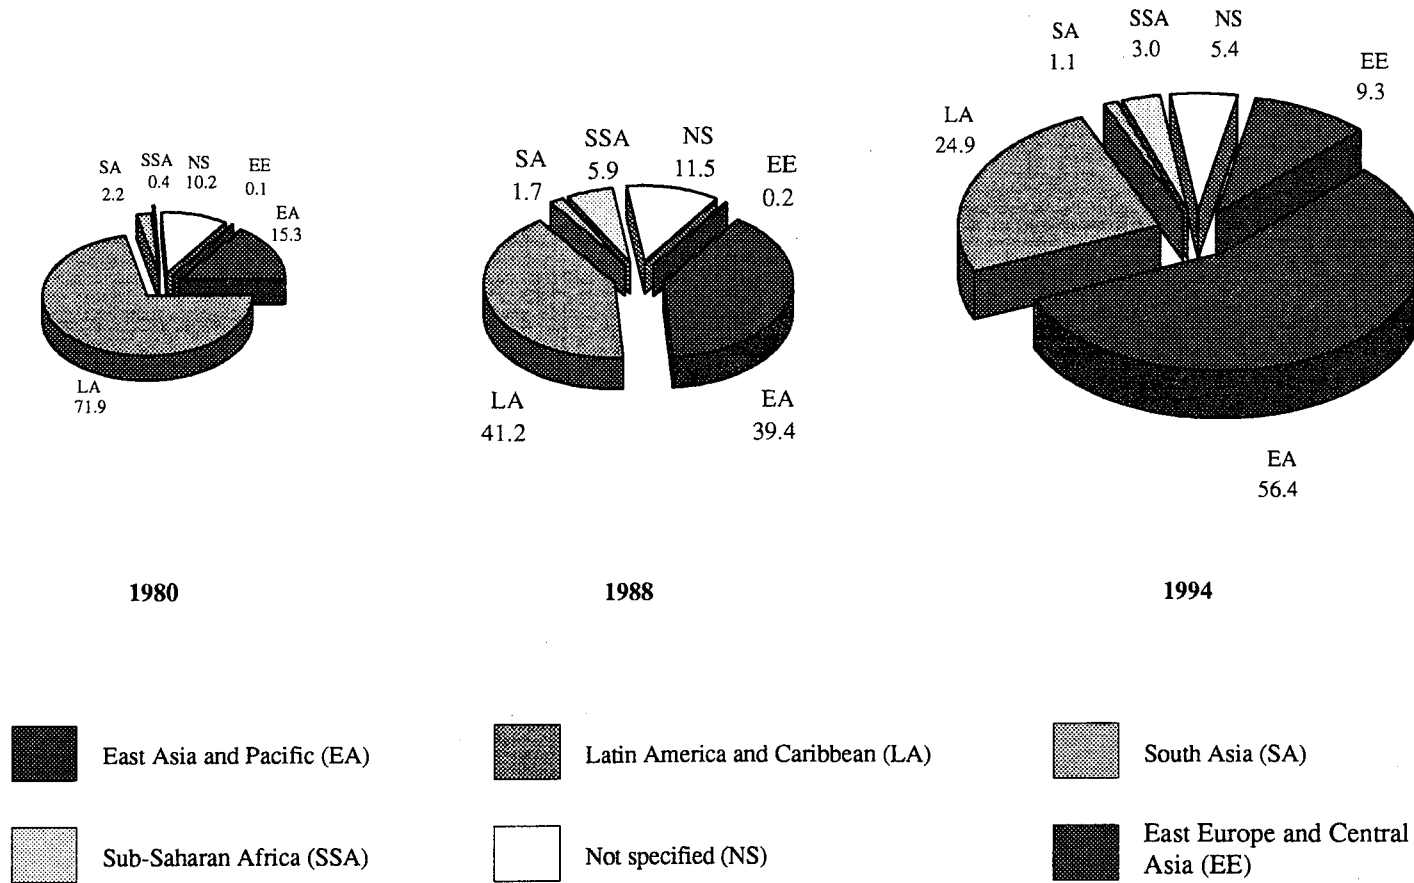 SA
2.2
SSA
0.4
NS
10.2
EE
0.1
EA
15.3
LA
71.9
SA
1.7
SSA
5.9
NS
11.5
EE
0.2
LA
41.2
EA
39.4
SA
1.1
SSA
3.0
NS
5.4
EE
9.3
LA
24.9
EA
56.4
1980
1988
1994
East Asia and Pacific (EA)
Latin America and Caribbean (LA)
South Asia (SA)
Sub-Saharan Africa (SSA)
Not specified (NS)
East Europe and Central
Asia (EE)